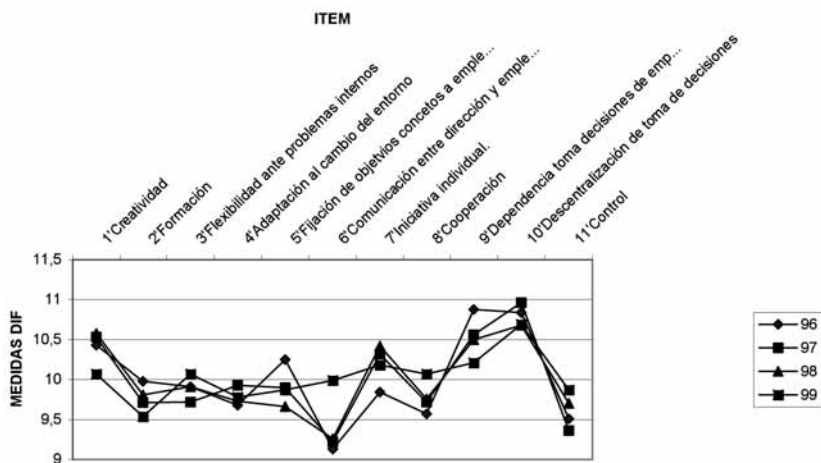 ITEM
1'Creatividad
2'Formación
3'Flexibilidad ante problemas internos
4'Adaptación al cambio del entorno
5'Fijación de objetvios concetos a emple...
6'Comunicación entre dirección y emple...
7'Iniciativa individual.
8'Cooperación
9'Dependencia toma decisiones de emp...
10'Descentralización de toma de decisiones
11'Control
MEDIDAS DIF
11,5
11
10,5
10
9,5
9
96
97
98
99